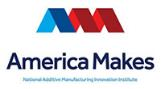 America Makes
National Additive Manufacturing Innovation Institute